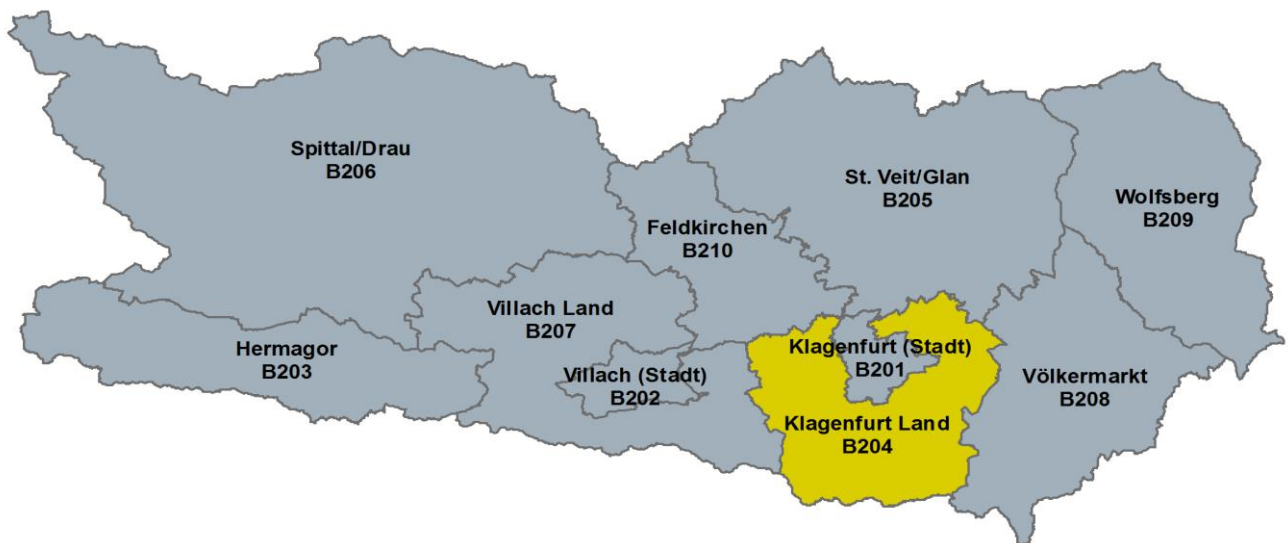 Spittal/Drau
B206
St. Veit/Glan
B205
Wolfsberg
B209
Feldkirchen
B210
Villach Land
B207
Hermagor
B203
Villach (Stadt)
B202
Klagenfurt (Stadt)
B201
Klagenfurt Land
B204
Völkermarkt
B208